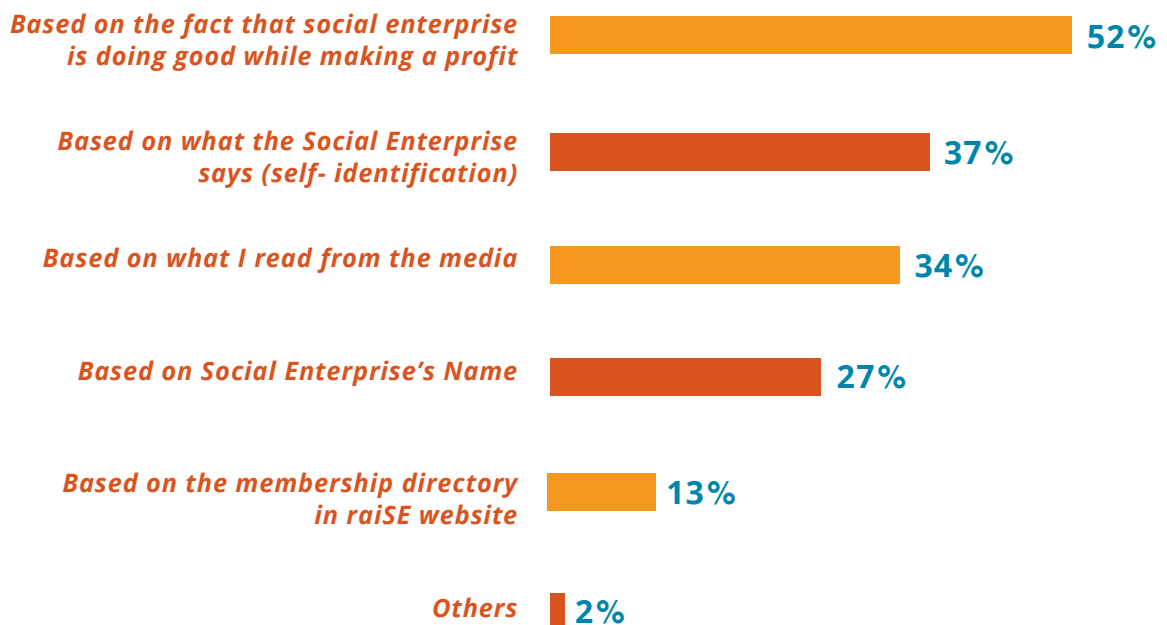 Based on the fact that social enterprise
is doing good while making a profit
52%
Based on what the Social Enterprise
says (self- identification)
37%
Based on what I read from the media
34%
Based on Social Enterprise’s Name
27%
Based on the membership directory
in raiSE website
13%
Others
2%